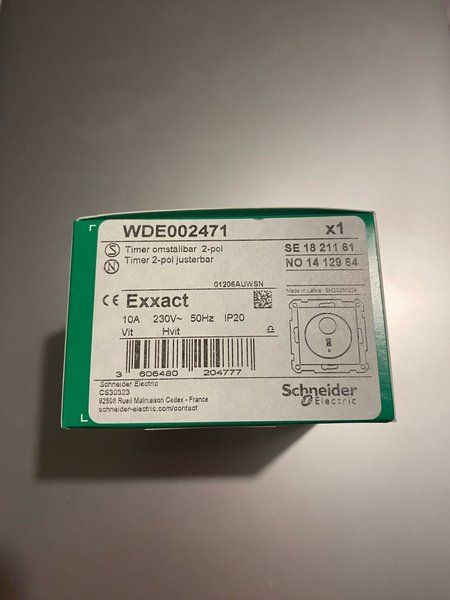 WDE002471 x1
S Timer omställbar 2-pol SE 18 211 61
N Timer 2-pol justerbar NO 14 129 64
01206AUWSN
Made in Latvia
CE Exxact
10A 230V~ 50Hz IP20
Vit Hvit
3 606480 204777
Schneider Electric
CS30323
92506 Rueil Malmaison Cedex - France
schneider-electric.com/contact
Schneider
Electric